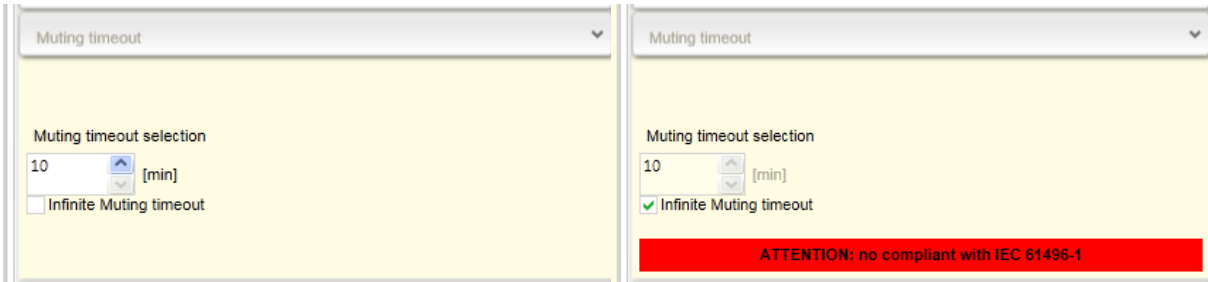 Muting timeout
Muting timeout selection
10
[min]
Infinite Muting timeout
Muting timeout
Muting timeout selection
10
[min]
Infinite Muting timeout
ATTENTION: no compliant with IEC 61496-1